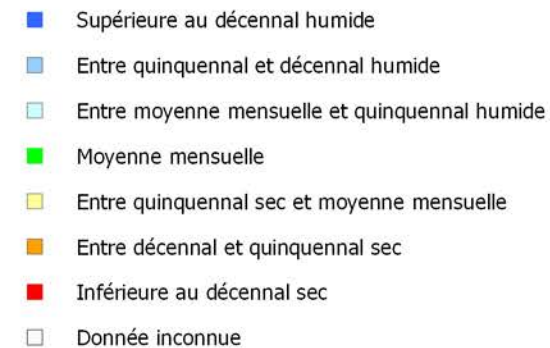 Supérieure au décennal humide
Entre quinquennal et décennal humide
Entre moyenne mensuelle et quinquennal humide
Moyenne mensuelle
Entre quinquennal sec et moyenne mensuelle
Entre décennal et quinquennal sec
Inférieure au décennal sec
Donnée inconnue